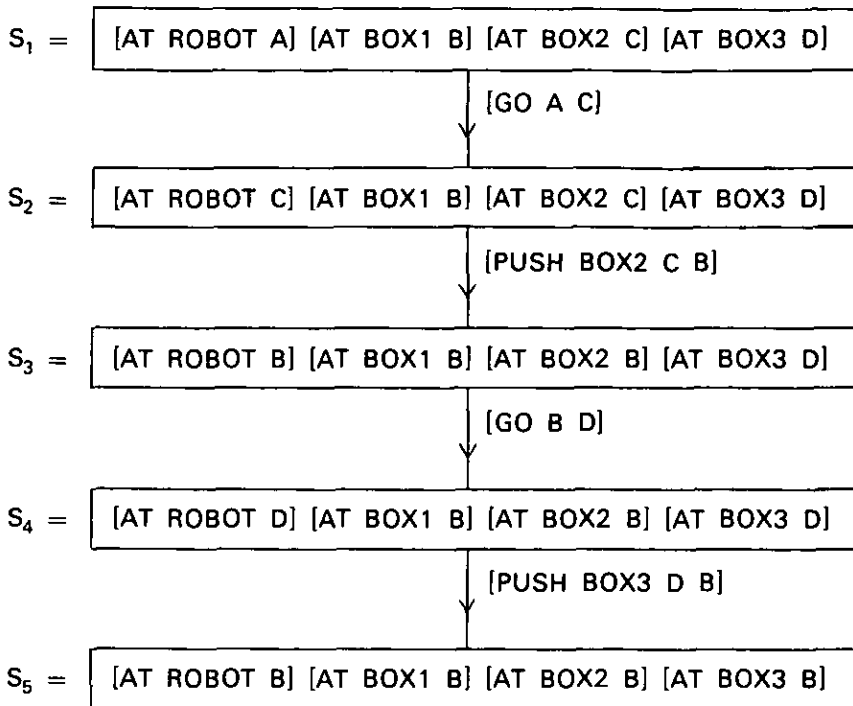 S₁ = [AT ROBOT A] [AT BOX1 B] [AT BOX2 C] [AT BOX3 D]
[GO A C]
S₂ = [AT ROBOT C] [AT BOX1 B] [AT BOX2 C] [AT BOX3 D]
[PUSH BOX2 C B]
S₃ = [AT ROBOT B] [AT BOX1 B] [AT BOX2 B] [AT BOX3 D]
[GO B D]
S₄ = [AT ROBOT D] [AT BOX1 B] [AT BOX2 B] [AT BOX3 D]
[PUSH BOX3 D B]
S₅ = [AT ROBOT B] [AT BOX1 B] [AT BOX2 B] [AT BOX3 B]